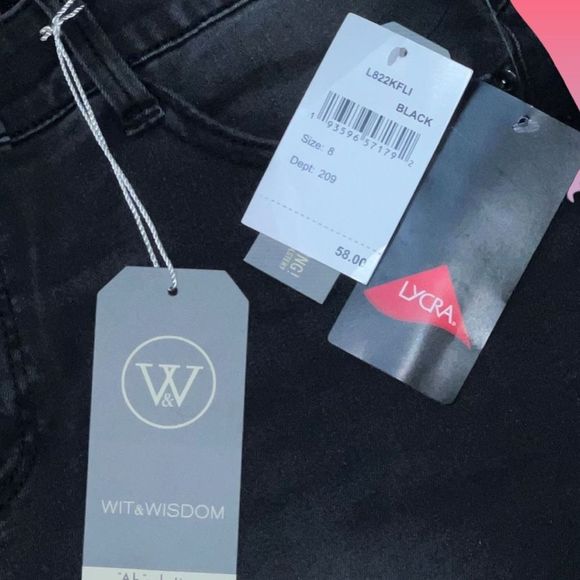 L822KFLI
BLACK
1 93596 57179 2
Size: 8
Dept: 209
58.00
LYCRA®
W&W
WIT&WISDOM